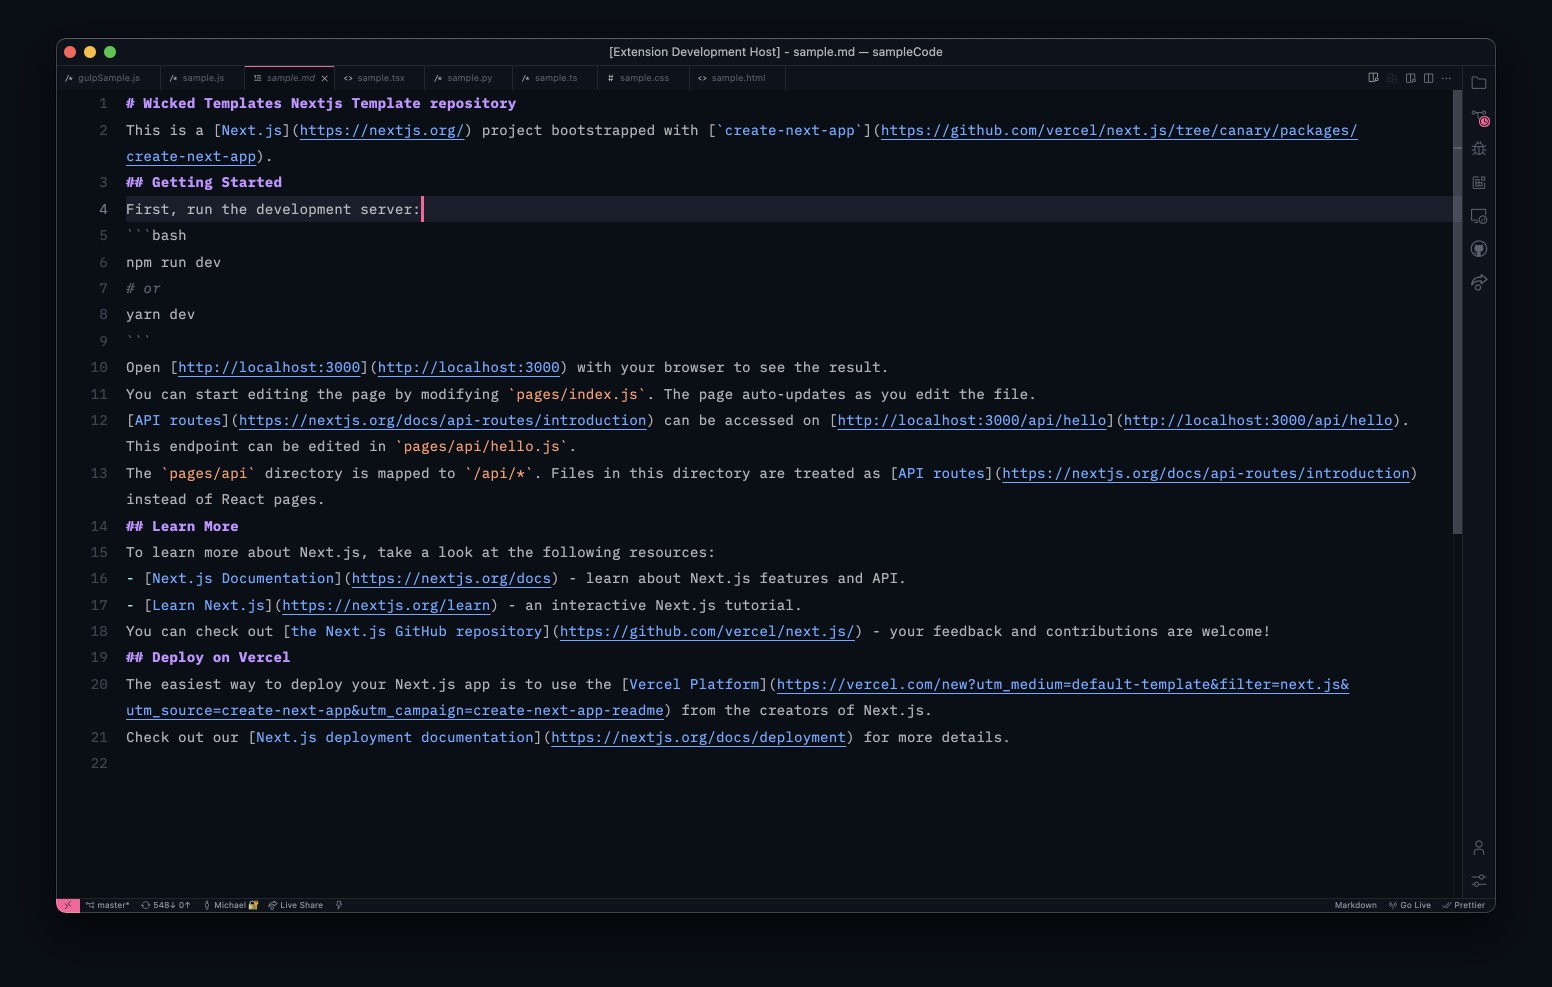 [Extension Development Host] - sample.md — sampleCode
gulpSample.js sample.js sample.md sample.tsx sample.py sample.ts # sample.css sample.html
1 # Wicked Templates Nextjs Template repository
2 This is a [Next.js](https://nextjs.org/) project bootstrapped with [`create-next-app`](https://github.com/vercel/next.js/tree/canary/packages/
create-next-app).
3 ## Getting Started
4 First, run the development server:
5 ```bash
6 npm run dev
7 # or
8 yarn dev
9 ```
10 Open [http://localhost:3000](http://localhost:3000) with your browser to see the result.
11 You can start editing the page by modifying `pages/index.js`. The page auto-updates as you edit the file.
12 [API routes](https://nextjs.org/docs/api-routes/introduction) can be accessed on [http://localhost:3000/api/hello](http://localhost:3000/api/hello).
This endpoint can be edited in `pages/api/hello.js`.
13 The `pages/api` directory is mapped to `/api/*`. Files in this directory are treated as [API routes](https://nextjs.org/docs/api-routes/introduction)
instead of React pages.
14 ## Learn More
15 To learn more about Next.js, take a look at the following resources:
16 - [Next.js Documentation](https://nextjs.org/docs) - learn about Next.js features and API.
17 - [Learn Next.js](https://nextjs.org/learn) - an interactive Next.js tutorial.
18 You can check out [the Next.js GitHub repository](https://github.com/vercel/next.js/) - your feedback and contributions are welcome!
19 ## Deploy on Vercel
20 The easiest way to deploy your Next.js app is to use the [Vercel Platform](https://vercel.com/new?utm_medium=default-template&filter=next.js&
utm_source=create-next-app&utm_campaign=create-next-app-readme) from the creators of Next.js.
21 Check out our [Next.js deployment documentation](https://nextjs.org/docs/deployment) for more details.
22
master* 548↓ 0↑ Michael 🔐 Live Share Markdown Go Live Prettier